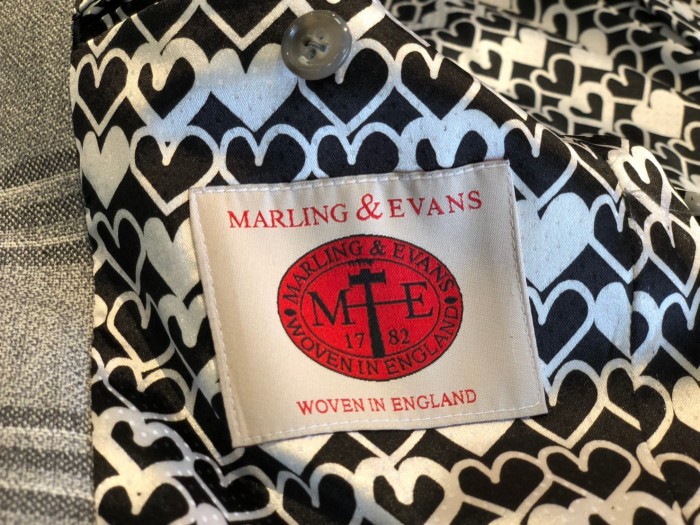 MARLING & EVANS
MARLING & EVANS
M E
17 82
WOVEN IN ENGLAND
WOVEN IN ENGLAND